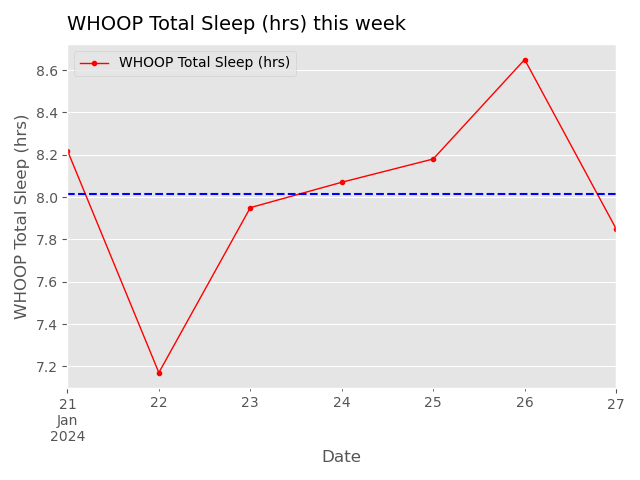 WHOOP Total Sleep (hrs) this week
WHOOP Total Sleep (hrs)
WHOOP Total Sleep (hrs)
8.6
8.4
8.2
8.0
7.8
7.6
7.4
7.2
21 22 23 24 25 26 27
Jan
2024
Date